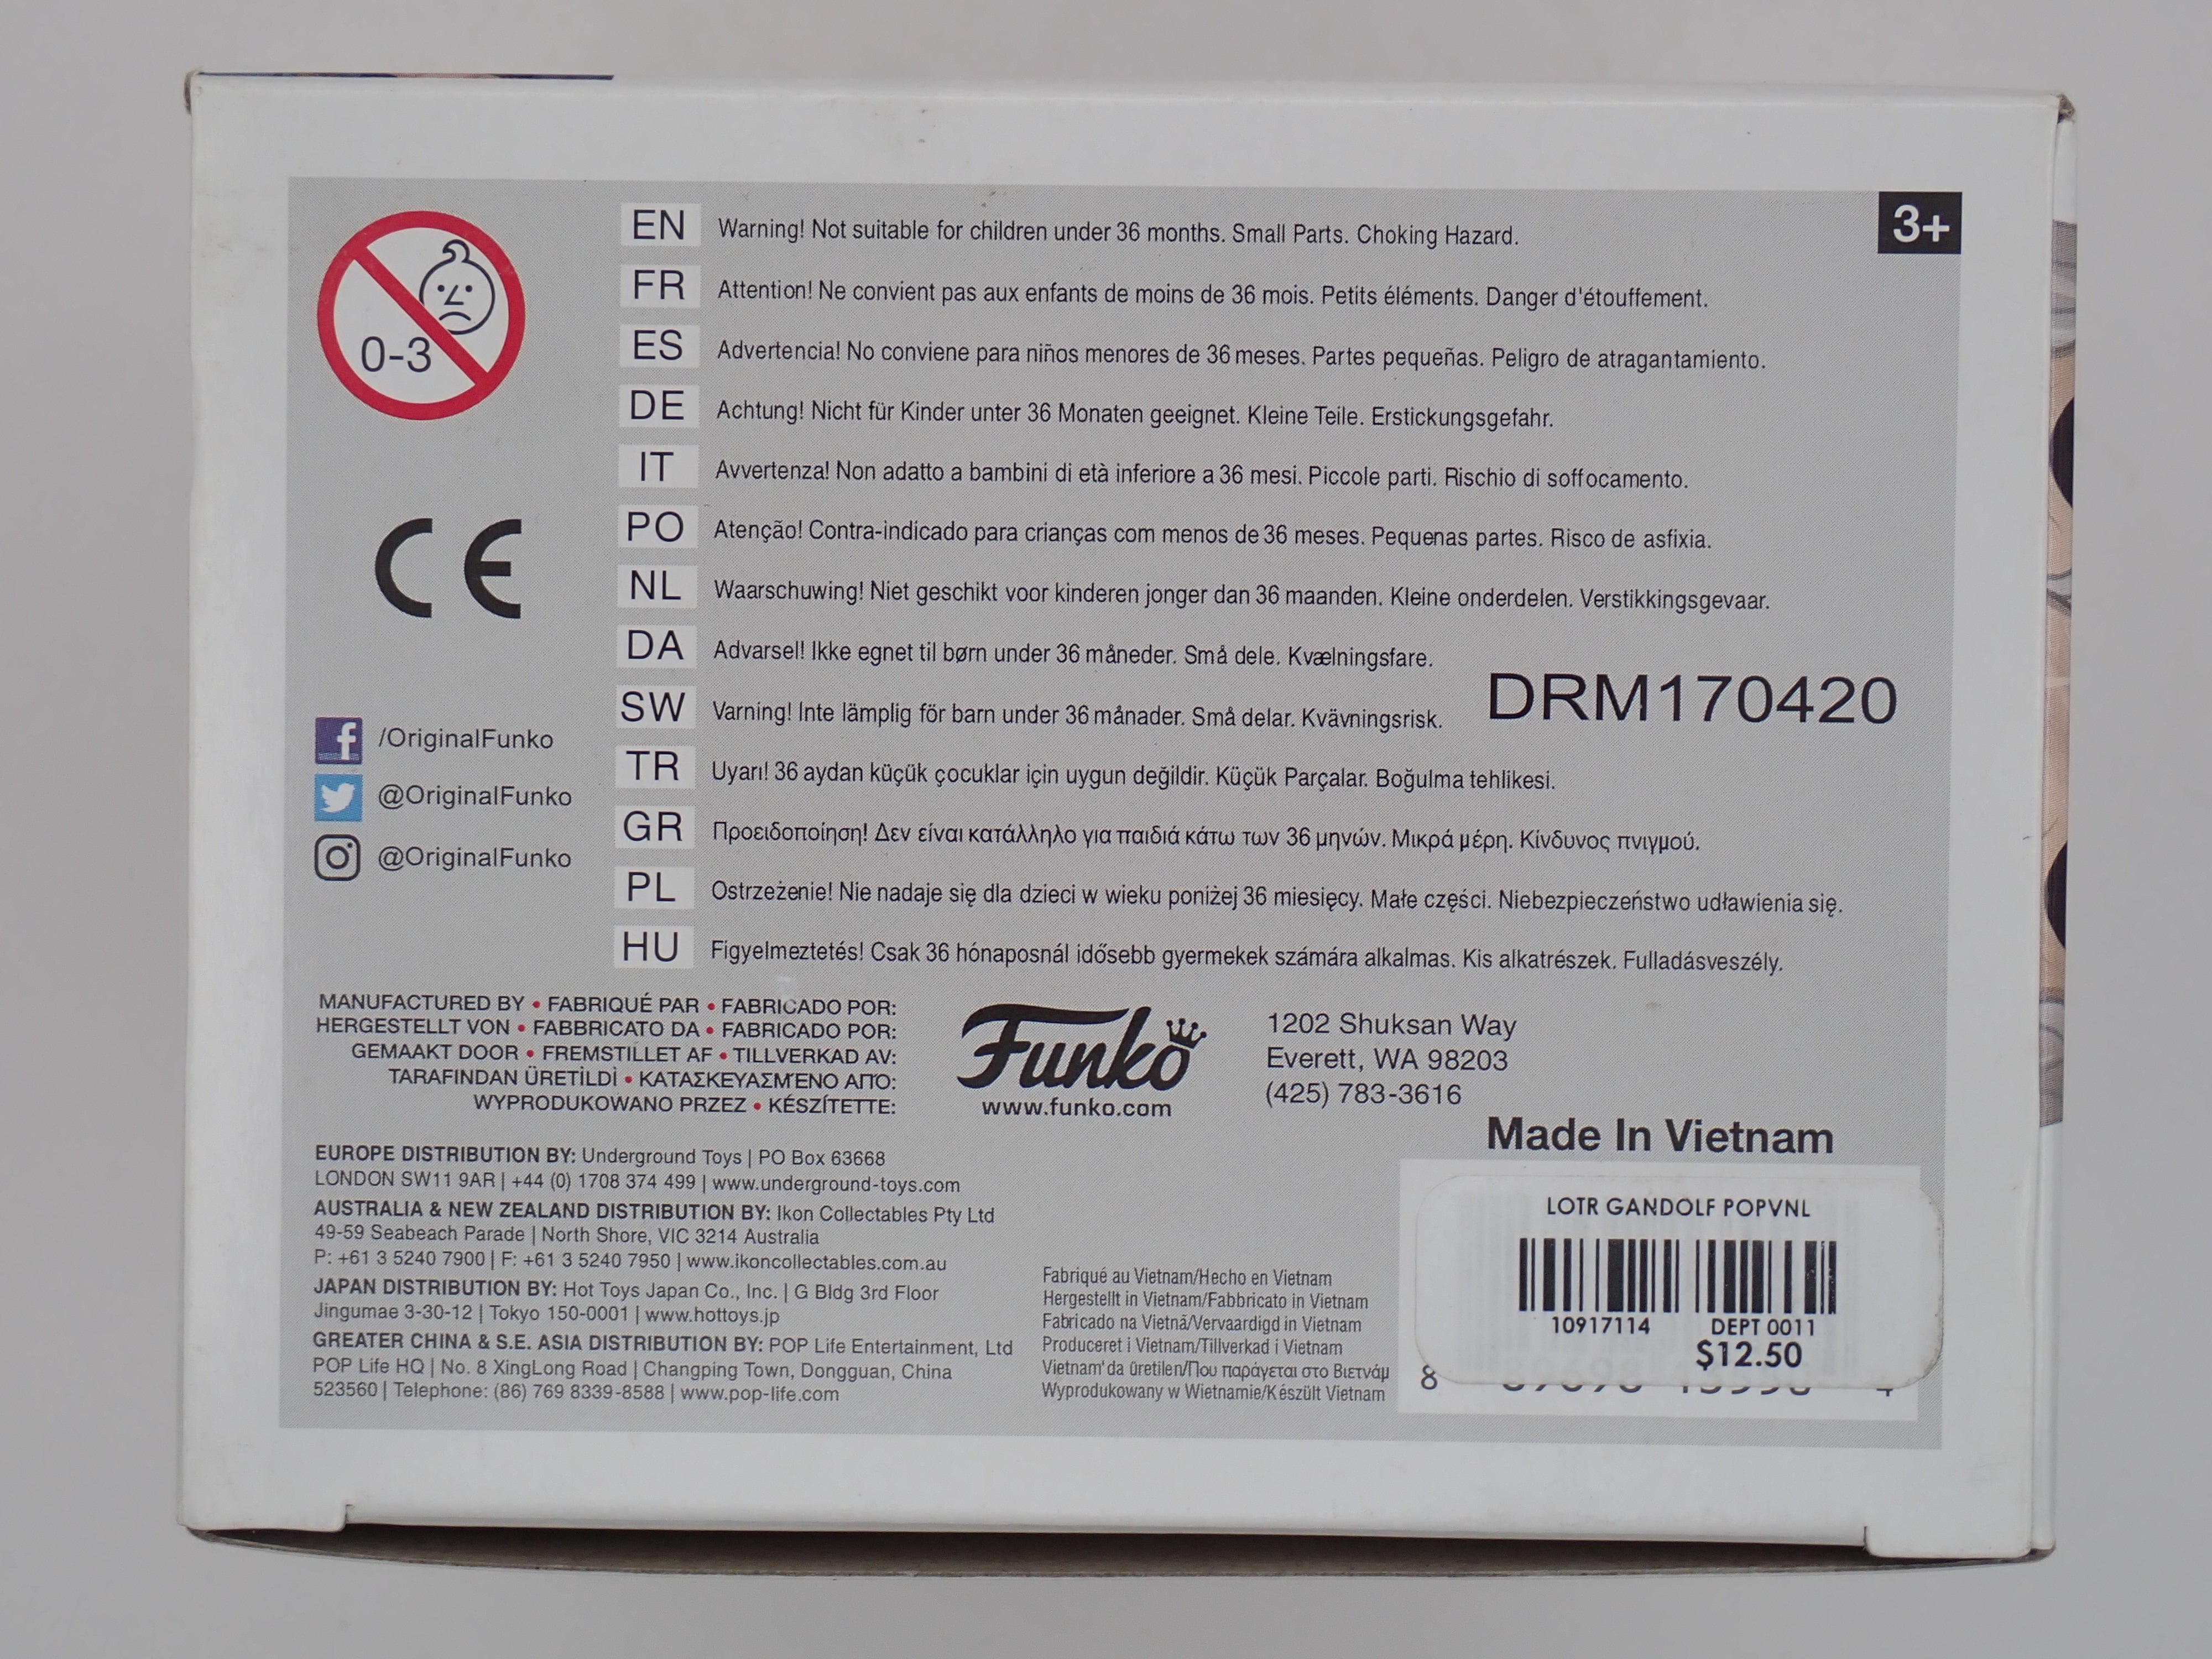 3+
0-3
EN Warning! Not suitable for children under 36 months. Small Parts. Choking Hazard.
FR Attention! Ne convient pas aux enfants de moins de 36 mois. Petits éléments. Danger d'étouffement.
ES Advertencia! No conviene para niños menores de 36 meses. Partes pequeñas. Peligro de atragantamiento.
DE Achtung! Nicht für Kinder unter 36 Monaten geeignet. Kleine Teile. Erstickungsgefahr.
IT Avvertenza! Non adatto a bambini di età inferiore a 36 mesi. Piccole parti. Rischio di soffocamento.
PO Atenção! Contra-indicado para crianças com menos de 36 meses. Pequenas partes. Risco de asfixia.
NL Waarschuwing! Niet geschikt voor kinderen jonger dan 36 maanden. Kleine onderdelen. Verstikkingsgevaar.
DA Advarsel! Ikke egnet til børn under 36 måneder. Små dele. Kvælningsfare.
SW Varning! Inte lämplig för barn under 36 månader. Små delar. Kvävningsrisk.
TR Uyarı! 36 aydan küçük çocuklar için uygun değildir. Küçük Parçalar. Boğulma tehlikesi.
GR Προειδοποίηση! Δεν είναι κατάλληλο για παιδιά κάτω των 36 μηνών. Μικρά μέρη. Κίνδυνος πνιγμού.
PL Ostrzeżenie! Nie nadaje się dla dzieci w wieku poniżej 36 miesięcy. Małe części. Niebezpieczeństwo udławienia się.
HU Figyelmeztetés! Csak 36 hónaposnál idősebb gyermekek számára alkalmas. Kis alkatrészek. Fulladásveszély.
DRM170420
CE
/OriginalFunko
@OriginalFunko
@OriginalFunko
MANUFACTURED BY • FABRIQUÉ PAR • FABRICADO POR:
HERGESTELLT VON • FABBRICATO DA • FABRICADO POR:
GEMAAKT DOOR • FREMSTILLET AF • TILLVERKAD AV:
TARAFINDAN ÜRETİLDİ • ΚΑΤΑΣΚΕΥΑΣΜΈΝΟ ΑΠΌ:
WYPRODUKOWANO PRZEZ • KÉSZÍTETTE:
Funko
www.funko.com
1202 Shuksan Way
Everett, WA 98203
(425) 783-3616
Made In Vietnam
EUROPE DISTRIBUTION BY: Underground Toys | PO Box 63668
LONDON SW11 9AR | +44 (0) 1708 374 499 | www.underground-toys.com
AUSTRALIA & NEW ZEALAND DISTRIBUTION BY: Ikon Collectables Pty Ltd
49-59 Seabeach Parade | North Shore, VIC 3214 Australia
P: +61 3 5240 7900 | F: +61 3 5240 7950 | www.ikoncollectables.com.au
JAPAN DISTRIBUTION BY: Hot Toys Japan Co., Inc. | G Bldg 3rd Floor
Jingumae 3-30-12 | Tokyo 150-0001 | www.hottoys.jp
GREATER CHINA & S.E. ASIA DISTRIBUTION BY: POP Life Entertainment, Ltd
POP Life HQ | No. 8 XingLong Road | Changping Town, Dongguan, China
523560 | Telephone: (86) 769 8339-8588 | www.pop-life.com
Fabriqué au Vietnam/Hecho en Vietnam
Hergestellt in Vietnam/Fabbricato in Vietnam
Fabricado na Vietnã/Vervaardigd in Vietnam
Produceret i Vietnam/Tillverkad i Vietnam
Vietnam'da üretilen/Που παράγεται στο Βιετνάμ
Wyprodukowany w Wietnamie/Készült Vietnam
LOTR GANDOLF POPVNL
10917114 DEPT 0011
$12.50
8